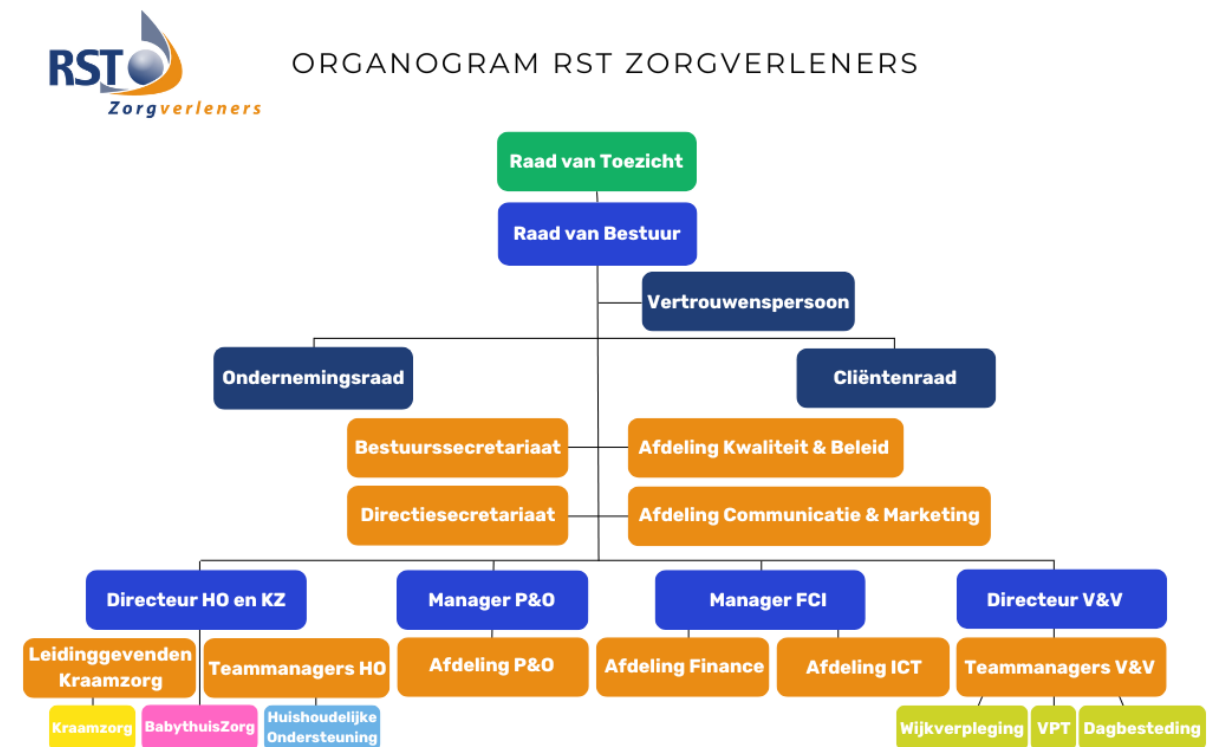 RST
Zorgverleners
ORGANOGRAM RST ZORGVERLENERS
Raad van Toezicht
Raad van Bestuur
Vertrouwenspersoon
Ondernemingsraad
Cliëntenraad
Bestuurssecretariaat
Afdeling Kwaliteit & Beleid
Directiesecretariaat
Afdeling Communicatie & Marketing
Directeur HO en KZ
Manager P&O
Manager FCI
Directeur V&V
Leidinggevenden
Kraamzorg
Teammanagers HO
Afdeling P&O
Afdeling Finance
Afdeling ICT
Teammanagers V&V
Kraamzorg
BabythuisZorg
Huishoudelijke
Ondersteuning
Wijkverpleging
VPT
Dagbesteding